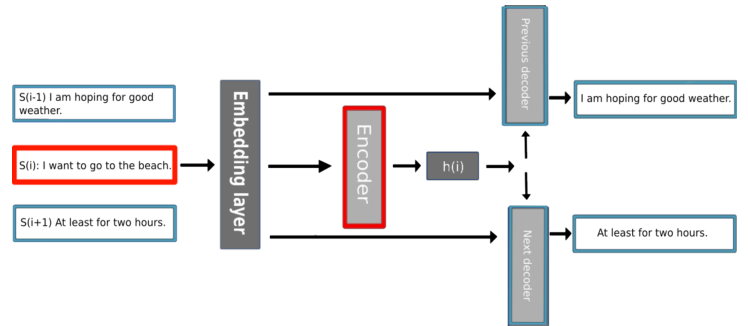 S(i-1) I am hoping for good
weather.
S(i): I want to go to the beach.
S(i+1) At least for two hours.
Embedding layer
Encoder
h(i)
Previous decoder
I am hoping for good weather.
Next decoder
At least for two hours.